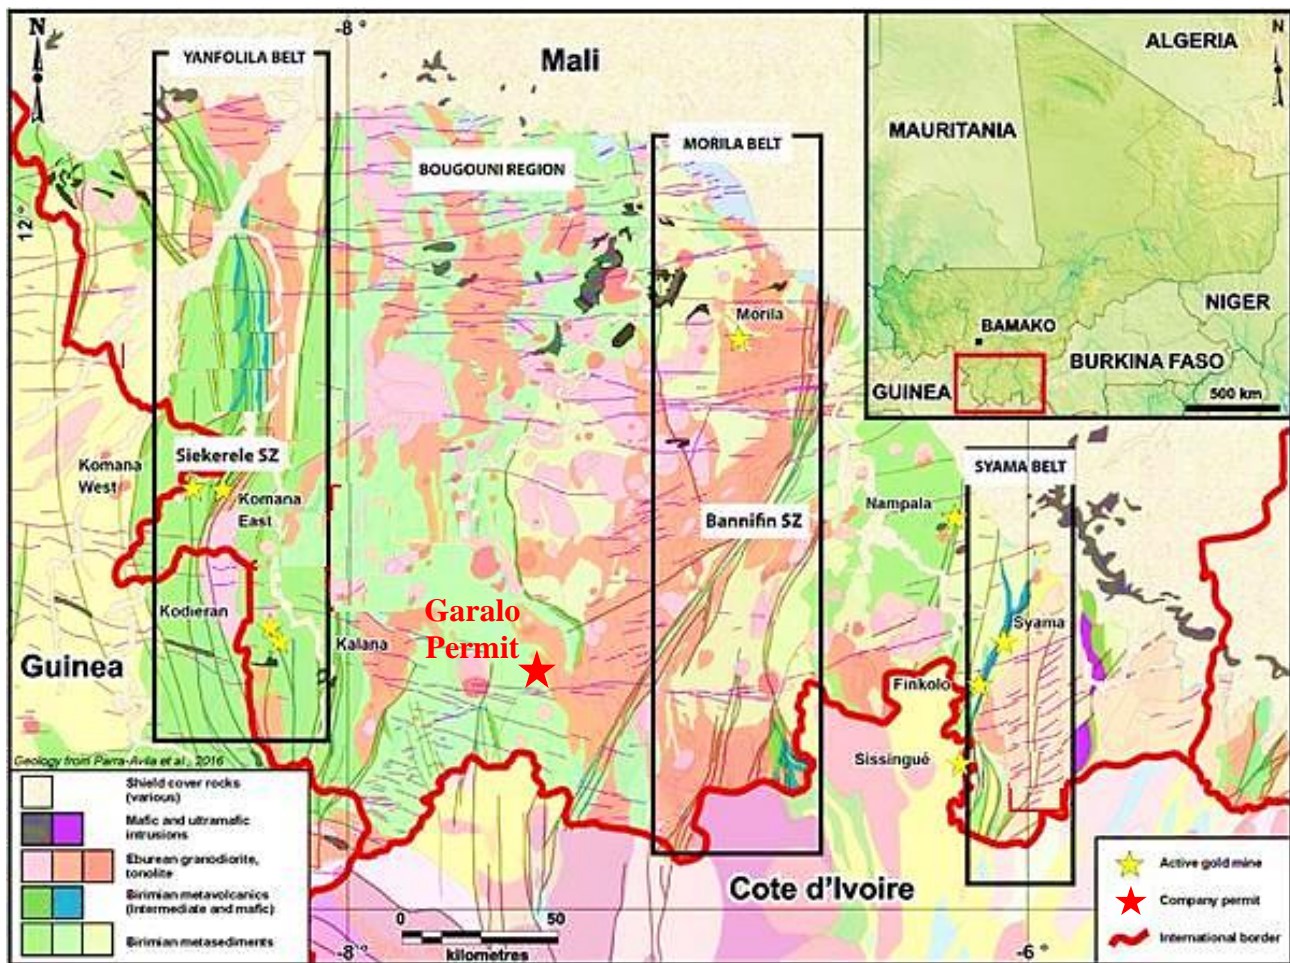 N
-8 °
YANFOLILA BELT
Mali
MORILA BELT
BOUGOUNI REGION
12 °
Morila
Siekerele SZ
Komana
West
Komana
East
Bannifin SZ
Nampala
SYAMA BELT
Kodieran
Kalana
Garalo
Permit
Syama
Finkolo
Guinea
Sissingué
Cote d'Ivoire
Geology from Parra-Avila et al., 2016
N
ALGERIA
MAURITANIA
NIGER
BAMAKO
BURKINA FASO
GUINEA
500 km
Shield cover rocks
(various)
Mafic and ultramafic
intrusions
Eburean granodiorite,
tonolite
Birimian metavolcanics
(Intermediate and mafic)
Birimian metasediments
0 50
kilometres
-8 °
-6 °
Active gold mine
Company permit
International border